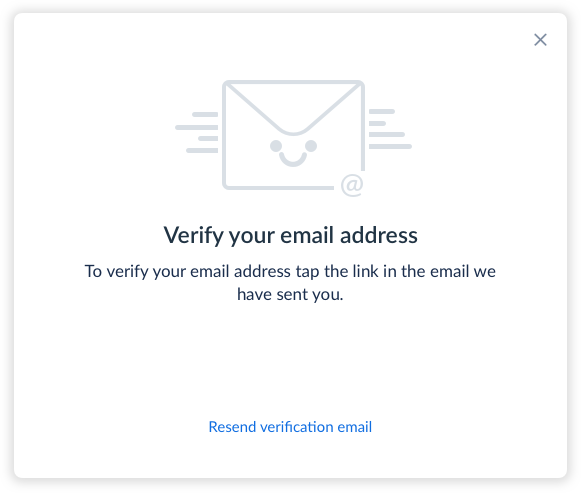 @
Verify your email address
To verify your email address tap the link in the email we
have sent you.
Resend verification email